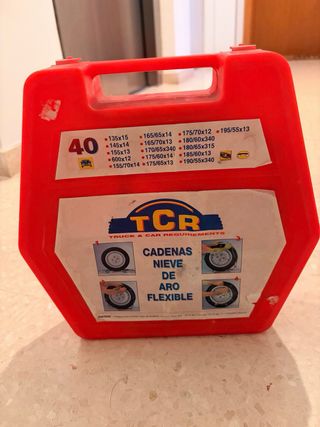 40
135x15
145x14
155x13
600x12
155/70x14
165/65x14
165/70x13
170/65x340
175/60x14
175/65x13
175/70x12
180/60x340
180/65x315
185/60x13
190/55x340
195/55x13
TCR
TRUCK & CAR REQUIREMENTS
CADENAS
NIEVE
DE
ARO
FLEXIBLE